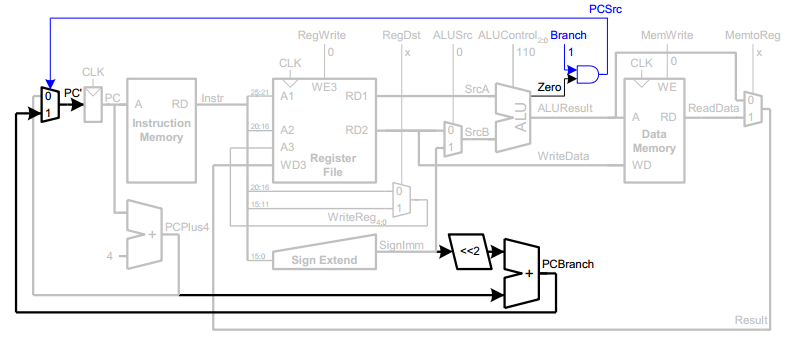 PCSrc
RegWrite
RegDst
ALUSrc
ALUControl2:0
Branch
MemWrite
MemtoReg
0
x
0
110
1
0
x
CLK
CLK
CLK
Zero
0
1
PC'
PC
A
RD
Instr
Instruction
Memory
25:21
A1
WE3
RD1
SrcA
20:16
A2
RD2
0
1
SrcB
ALU
ALUResult
A3
WD3
Register
File
WE
A
RD
ReadData
0
1
Data
Memory
WD
WriteData
20:16
0
15:11
1
WriteReg4:0
PCPlus4
+
4
15:0
Sign Extend
SignImm
<<2
+
PCBranch
Result